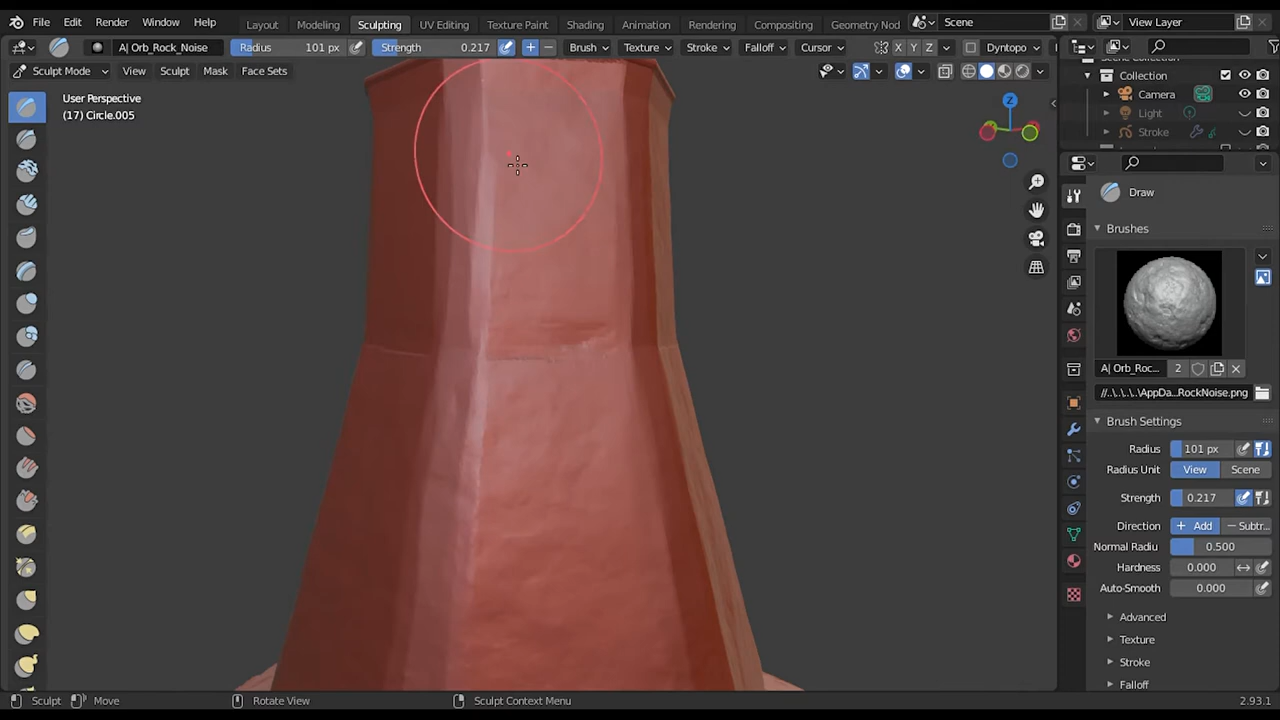 File Edit Render Window Help Layout Modeling Sculpting UV Editing Texture Paint Shading Animation Rendering Compositing Geometry Nod Scene View Layer
A| Orb_Rock_Noise Radius 101 px Strength 0.217 Brush Texture Stroke Falloff Cursor X Y Z Dyntopo
Sculpt Mode View Sculpt Mask Face Sets
User Perspective
(17) Circle.005
Scene Collection
Collection
Camera
Light
Stroke
Draw
Brushes
A| Orb_Roc... 2
//..\..\..\..\AppDa...RockNoise.png
Brush Settings
Radius 101 px
Radius Unit View Scene
Strength 0.217
Direction + Add − Subtr...
Normal Radiu 0.500
Hardness 0.000
Auto-Smooth 0.000
Advanced
Texture
Stroke
Falloff
Sculpt Move Rotate View Sculpt Context Menu 2.93.1